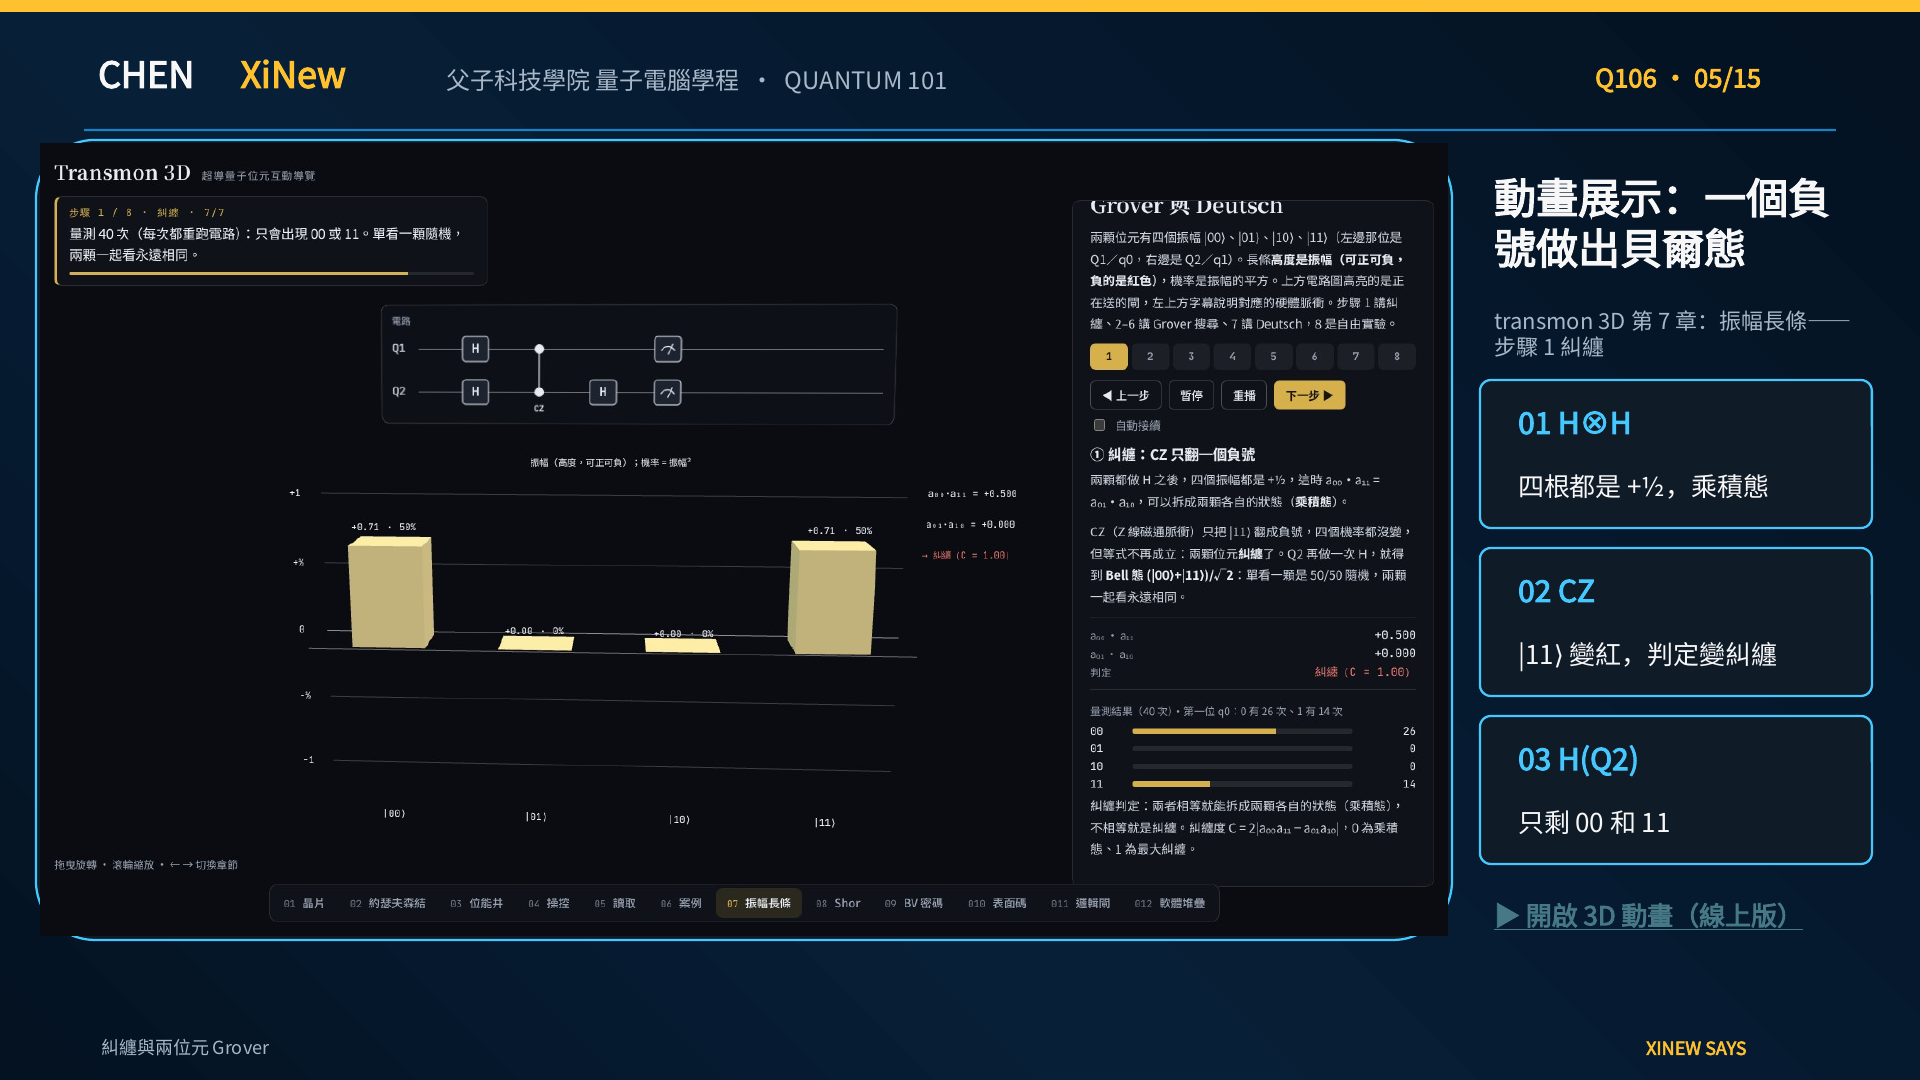 CHEN XiNew 父子科技學院 量子電腦學程 · QUANTUM 101 Q106 · 05/15
Transmon 3D 超導量子位元互動導覽
步驟 1 / 8 · 糾纏 · 7/7
量測 40 次（每次都重跑電路）：只會出現 00 或 11。單看一顆隨機，
兩顆一起看永遠相同。
電路
Q1 H
Q2 H H
CZ
振幅（高度，可正可負）；機率 = 振幅²
+1
+½
0
-½
-1
+0.71 · 50%
+0.00 · 0%
+0.00 · 0%
+0.71 · 50%
|00⟩ |01⟩ |10⟩ |11⟩
a₀₀·a₁₁ = +0.500
a₀₁·a₁₀ = +0.000
→ 糾纏 (C = 1.00)
拖曳旋轉 · 滾輪縮放 · ←→ 切換章節
Grover 與 Deutsch
兩顆位元有四個振幅 |00⟩、|01⟩、|10⟩、|11⟩（左邊那位是
Q1／q0，右邊是 Q2／q1）。長條高度是振幅（可正可負，
負的是紅色），機率是振幅的平方。上方電路圖高亮的是正
在送的閘，左上方字幕說明對應的硬體脈衝。步驟 1 講糾
纏、2–6 講 Grover 搜尋、7 講 Deutsch，8 是自由實驗。
1 2 3 4 5 6 7 8
◀ 上一步 暫停 重播 下一步 ▶
自動接續
① 糾纏：CZ 只翻一個負號
兩顆都做 H 之後，四個振幅都是 +½，這時 a₀₀ · a₁₁ =
a₀₁ · a₁₀，可以拆成兩顆各自的狀態（乘積態）。
CZ（Z 線磁通脈衝）只把 |11⟩ 翻成負號，四個機率都沒變，
但等式不再成立：兩顆位元糾纏了。Q2 再做一次 H，就得
到 Bell 態 (|00⟩+|11⟩)/√2：單看一顆是 50/50 隨機，兩顆
一起看永遠相同。
a₀₀ · a₁₁ +0.500
a₀₁ · a₁₀ +0.000
判定 糾纏 (C = 1.00)
量測結果（40 次）· 第一位 q0：0 有 26 次、1 有 14 次
00 26
01 0
10 0
11 14
糾纏判定：兩者相等就能拆成兩顆各自的狀態（乘積態），
不相等就是糾纏。糾纏度 C = 2|a₀₀a₁₁ − a₀₁a₁₀|，0 為乘積
態、1 為最大糾纏。
01 晶片 02 約瑟夫森結 03 位能井 04 操控 05 讀取 06 案例 07 振幅長條 08 Shor 09 BV 密碼 010 表面碼 011 邏輯閘 012 軟體堆疊
動畫展示：一個負
號做出貝爾態
transmon 3D 第 7 章：振幅長條——
步驟 1 糾纏
01 H⊗H
四根都是 +½，乘積態
02 CZ
|11⟩ 變紅，判定變糾纏
03 H(Q2)
只剩 00 和 11
▶ 開啟 3D 動畫（線上版）
糾纏與兩位元 Grover
XINEW SAYS